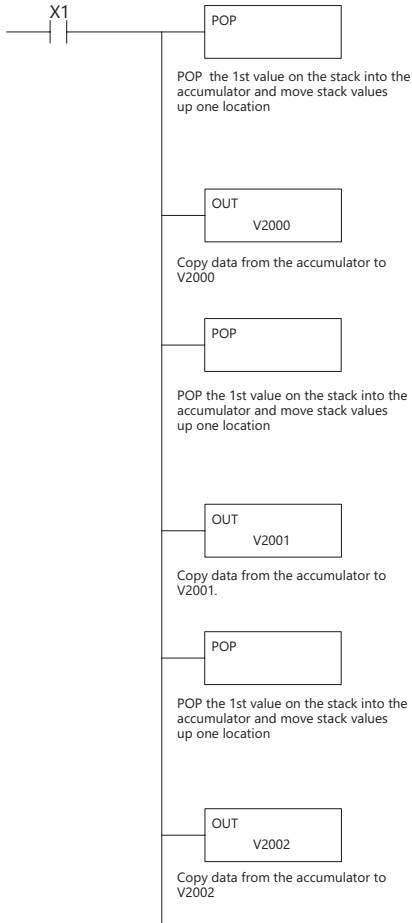 X1
POP
POP the 1st value on the stack into the
accumulator and move stack values
up one location
OUT
V2000
Copy data from the accumulator to
V2000
POP
POP the 1st value on the stack into the
accumulator and move stack values
up one location
OUT
V2001
Copy data from the accumulator to
V2001.
POP
POP the 1st value on the stack into the
accumulator and move stack values
up one location
OUT
V2002
Copy data from the accumulator to
V2002